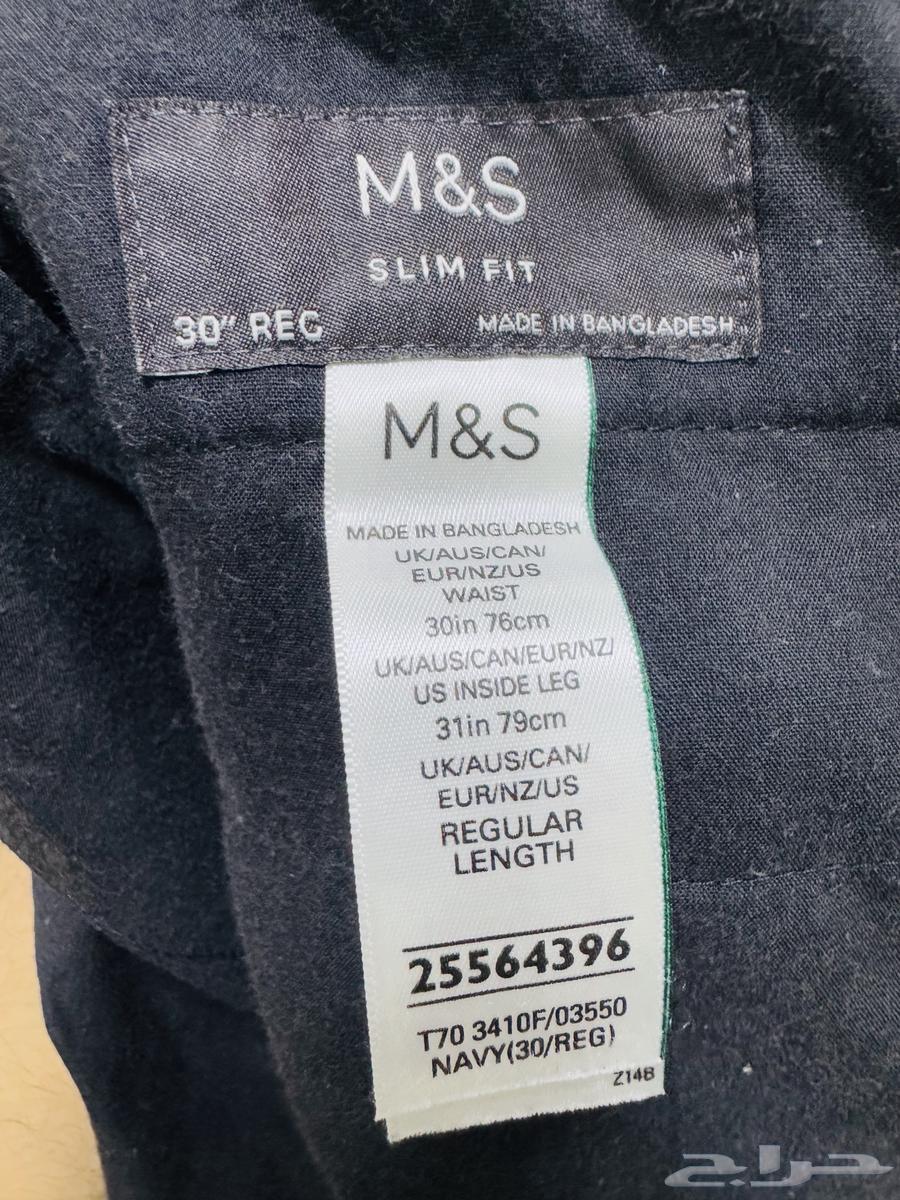 M&S
SLIM FIT
30" REG
MADE IN BANGLADESH
M&S
MADE IN BANGLADESH
UK/AUS/CAN/
EUR/NZ/US
WAIST
30in 76cm
UK/AUS/CAN/EUR/NZ/
US INSIDE LEG
31in 79cm
UK/AUS/CAN/
EUR/NZ/US
REGULAR
LENGTH
25564396
T70 3410F/03550
NAVY(30/REG)
Z14B
حراج